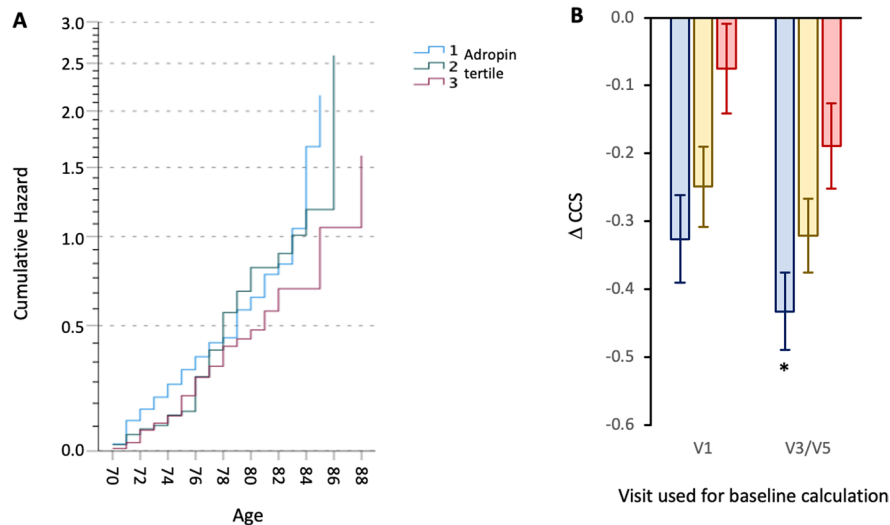 A
Cumulative Hazard
3.0
2.5
2.0
1.5
1.0
0.5
0.0
70
72
74
76
78
80
82
84
86
88
Age
1
2
3
Adropin
tertile
B
Δ CCS
0.0
-0.1
-0.2
-0.3
-0.4
-0.5
-0.6
*
V1
V3/V5
Visit used for baseline calculation